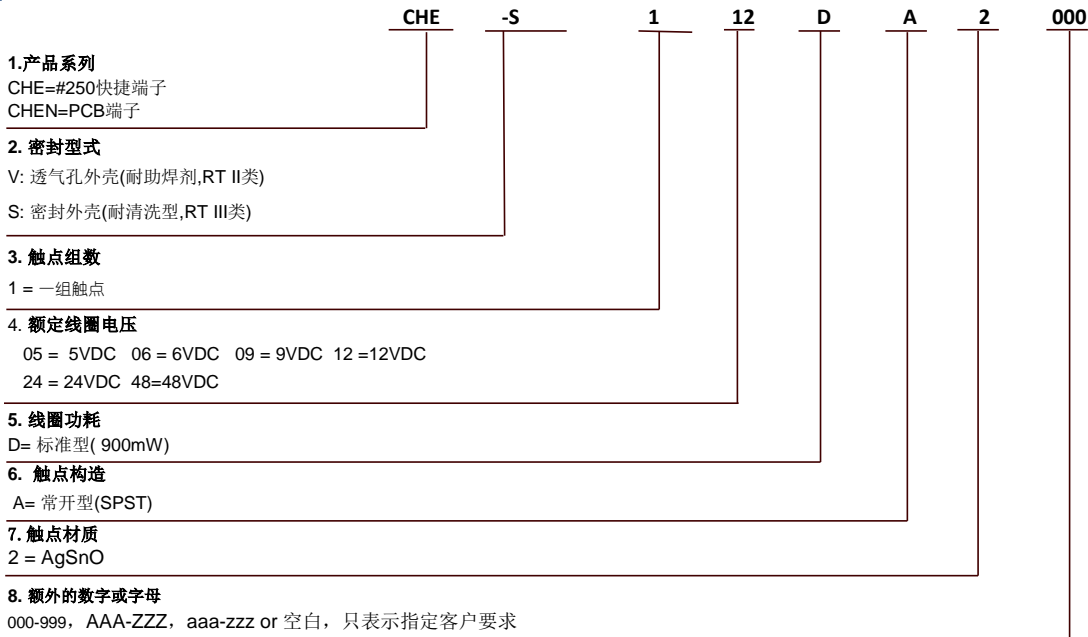 CHE -S 1 12 D A 2 000
1.产品系列
CHE=#250快捷端子
CHEN=PCB端子
2. 密封型式
V: 透气孔外壳(耐助焊剂,RT II类)
S: 密封外壳(耐清洗型,RT III类)
3. 触点组数
1 = 一组触点
4. 额定线圈电压
05 = 5VDC 06 = 6VDC 09 = 9VDC 12 =12VDC
24 = 24VDC 48=48VDC
5. 线圈功耗
D= 标准型( 900mW)
6. 触点构造
A= 常开型(SPST)
7. 触点材质
2 = AgSnO
8. 额外的数字或字母
000-999，AAA-ZZZ，aaa-zzz or 空白，只表示指定客户要求